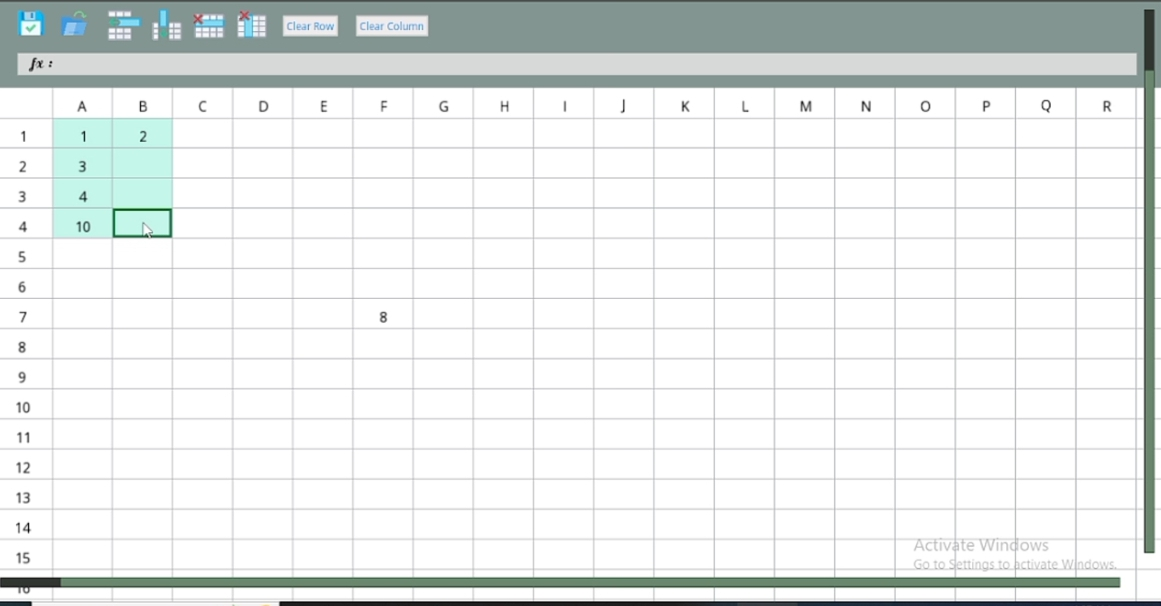 Clear Row Clear Column
fx :
A B C D E F G H I J K L M N O P Q R
1 1 2
2 3
3 4
4 10
5
6
7 8
8
9
10
11
12
13
14
15
Activate Windows
Go to Settings to activate Windows.
16